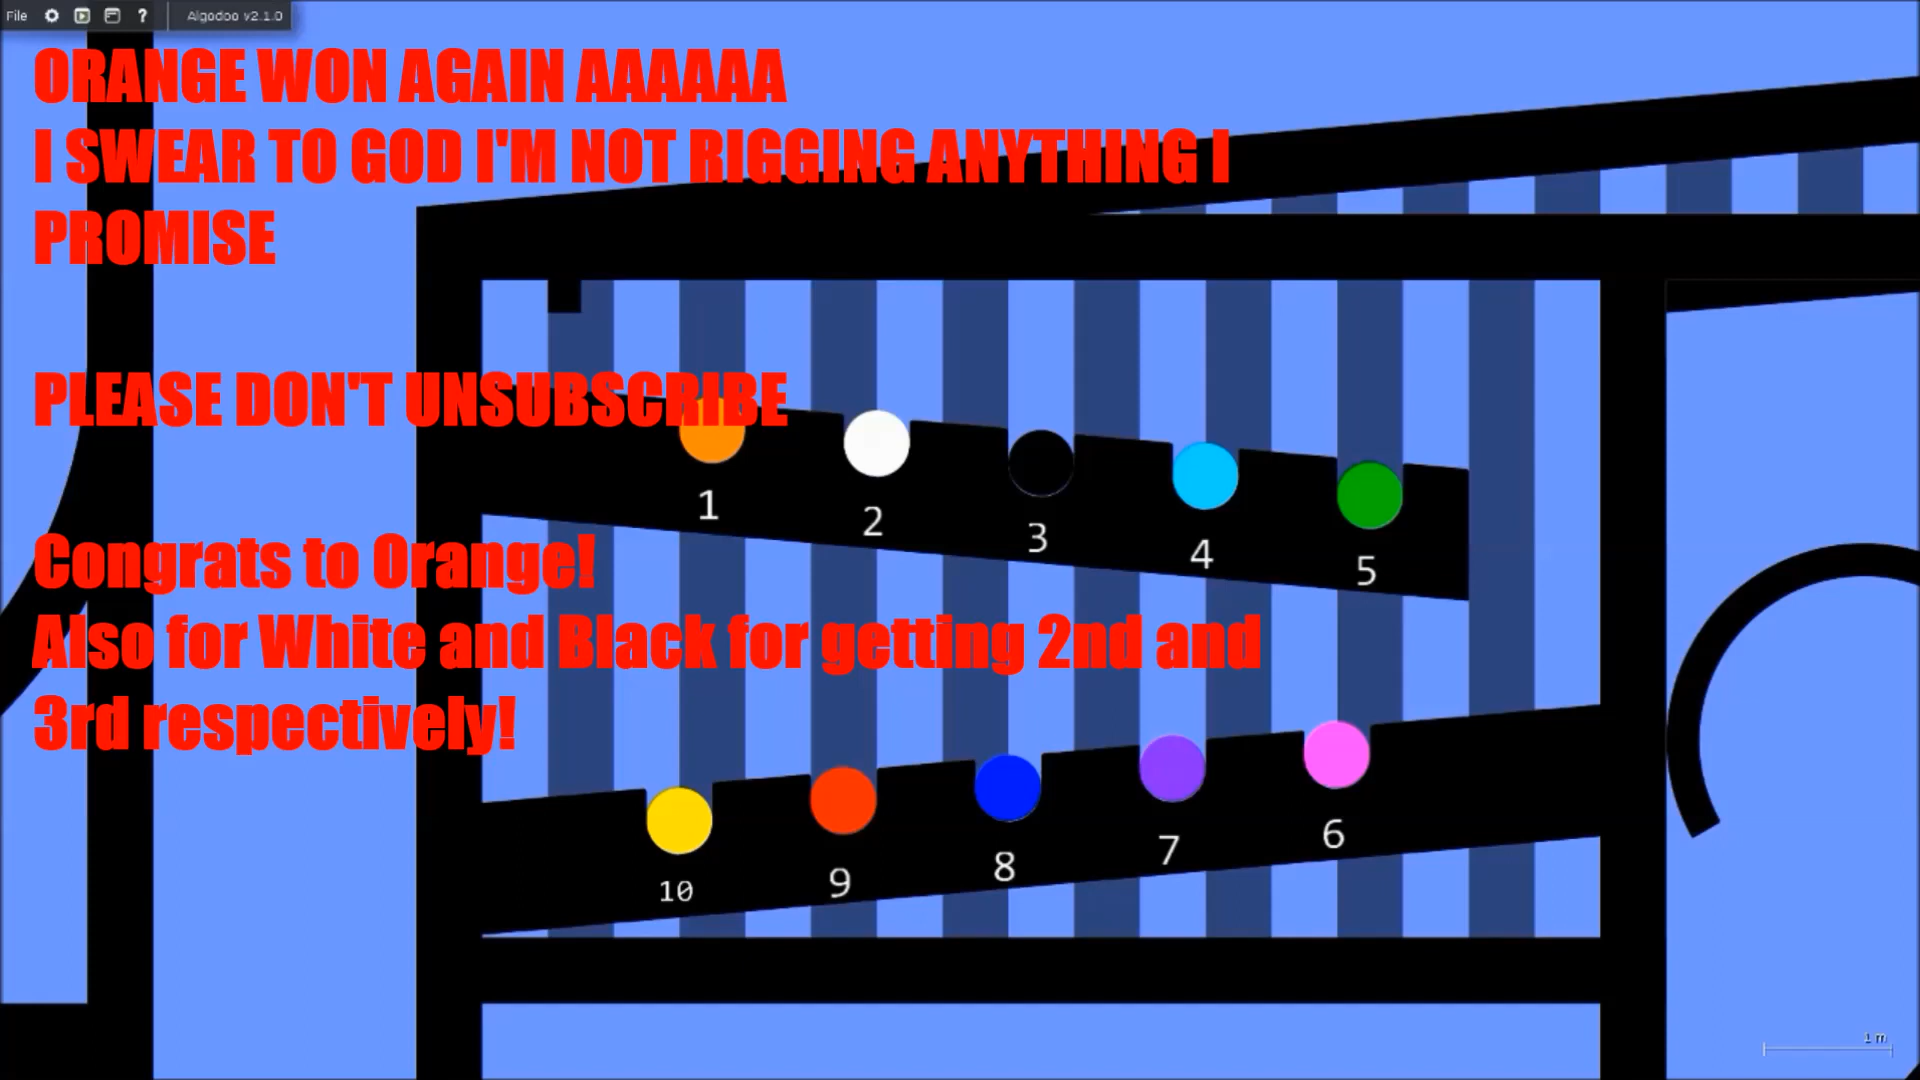 File ? Algodoo v2.1.0
ORANGE WON AGAIN AAAAAA
I SWEAR TO GOD I'M NOT RIGGING ANYTHING I
PROMISE
PLEASE DON'T UNSUBSCRIBE
1 2 3 4 5
Congrats to Orange!
Also for White and Black for getting 2nd and
3rd respectively!
10 9 8 7 6
1 m